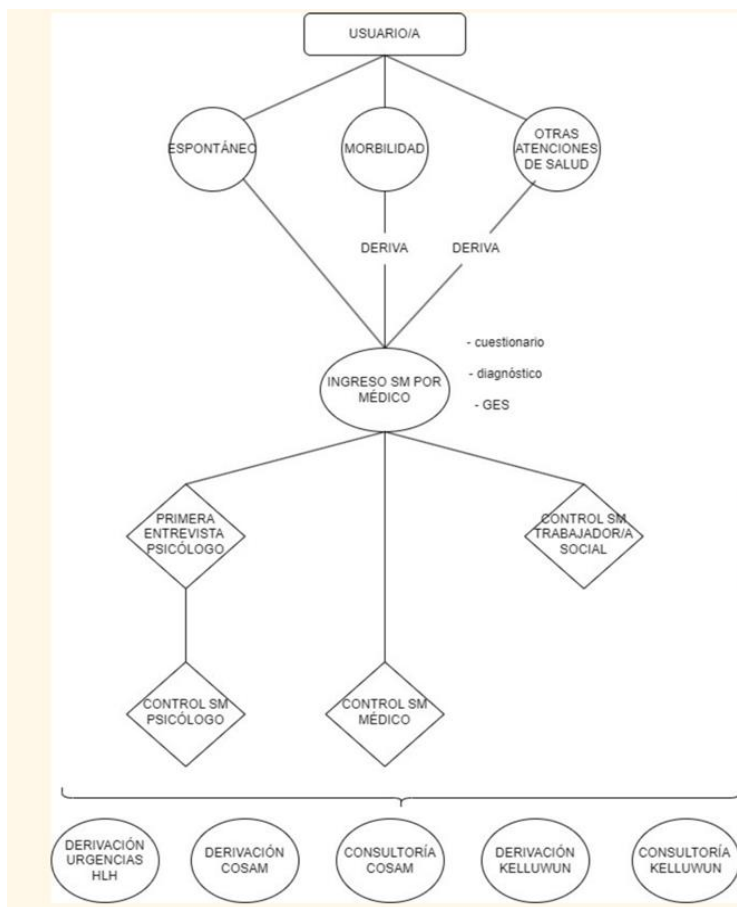 USUARIO/A
ESPONTÁNEO
MORBILIDAD
OTRAS
ATENCIONES
DE SALUD
DERIVA
DERIVA
- cuestionario
- diagnóstico
- GES
INGRESO SM POR
MÉDICO
PRIMERA
ENTREVISTA
PSICÓLOGO
CONTROL SM
TRABAJADOR/A
SOCIAL
CONTROL SM
PSICÓLOGO
CONTROL SM
MÉDICO
DERIVACIÓN
URGENCIAS
HLH
DERIVACIÓN
COSAM
CONSULTORÍA
COSAM
DERIVACIÓN
KELLUWUN
CONSULTORÍA
KELLUWUN